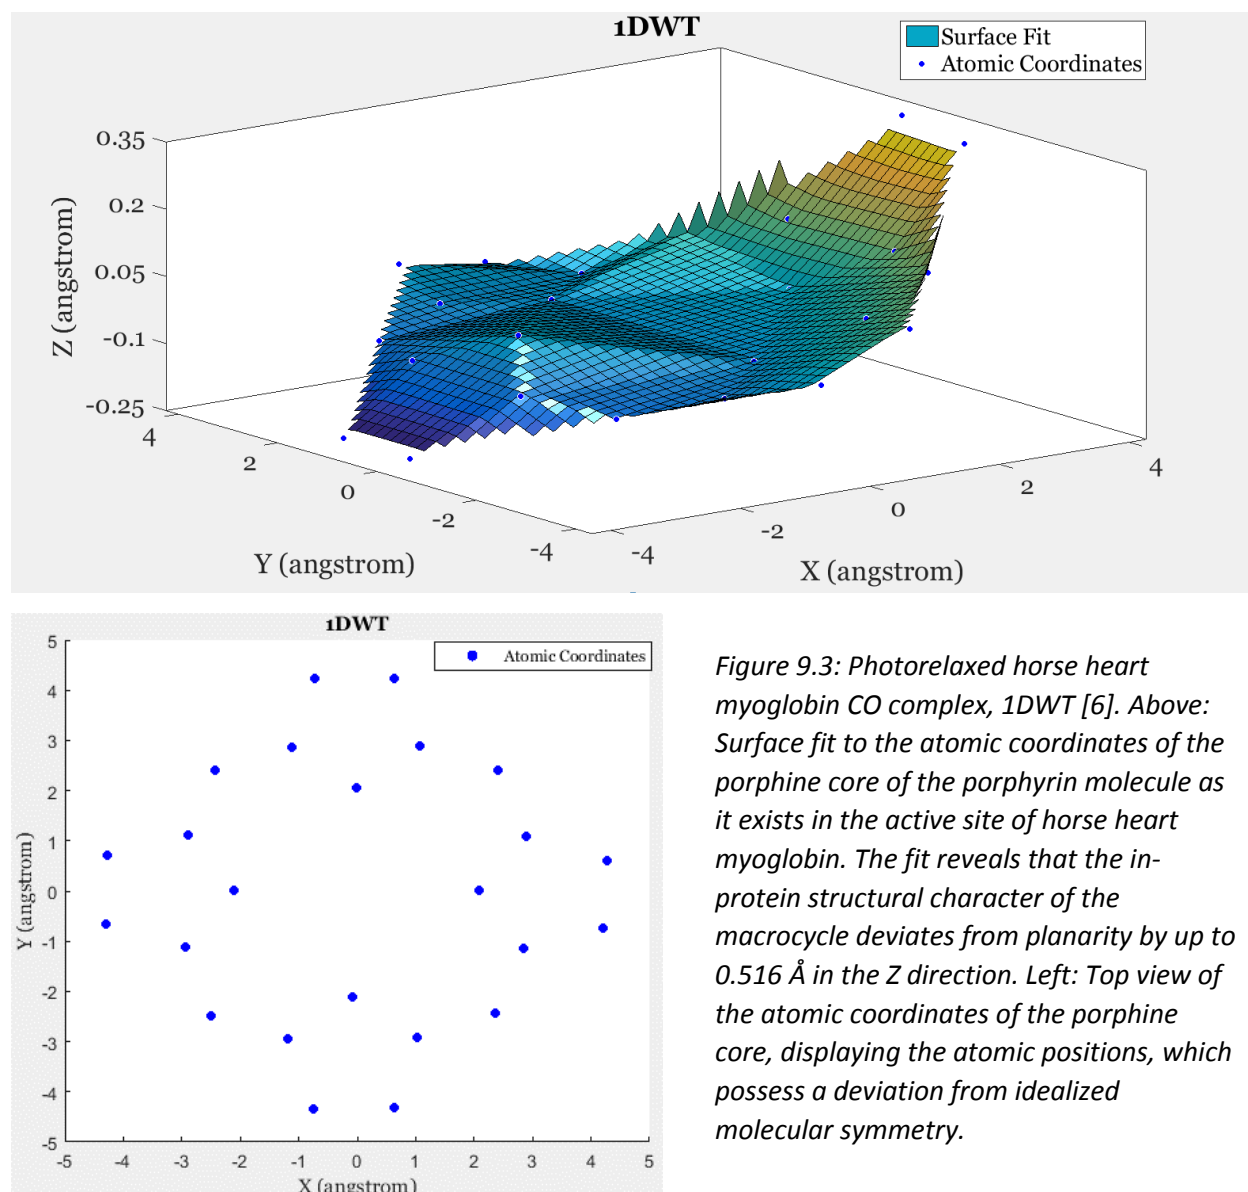 1DWT
Surface Fit
Atomic Coordinates
0.35
0.2
0.05
-0.1
-0.25
Z (angstrom)
4
2
0
-2
-4
Y (angstrom)
-4
-2
0
2
4
X (angstrom)
1DWT
Atomic Coordinates
5
4
3
2
1
0
-1
-2
-3
-4
-5
Y (angstrom)
-5
-4
-3
-2
-1
0
1
2
3
4
5
X (angstrom)
Figure 9.3: Photorelaxed horse heart
myoglobin CO complex, 1DWT [6]. Above:
Surface fit to the atomic coordinates of the
porphine core of the porphyrin molecule as
it exists in the active site of horse heart
myoglobin. The fit reveals that the in-
protein structural character of the
macrocycle deviates from planarity by up to
0.516 Å in the Z direction. Left: Top view of
the atomic coordinates of the porphine
core, displaying the atomic positions, which
possess a deviation from idealized
molecular symmetry.